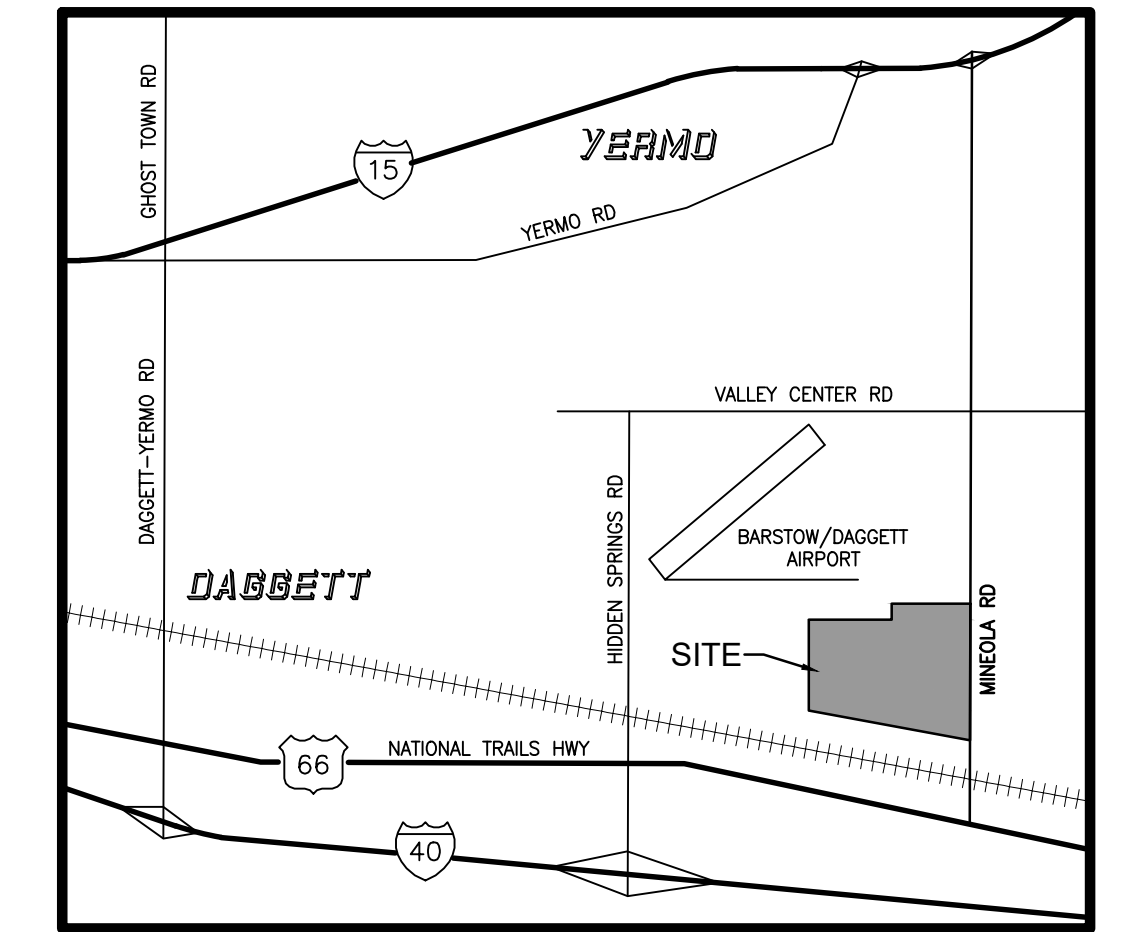 GHOST TOWN RD
YERMO
15
YERMO RD
DAGGETT-YERMO RD
VALLEY CENTER RD
HIDDEN SPRINGS RD
BARSTOW/DAGGETT
AIRPORT
DAGGETT
MINEOLA RD
SITE
NATIONAL TRAILS HWY
66
40